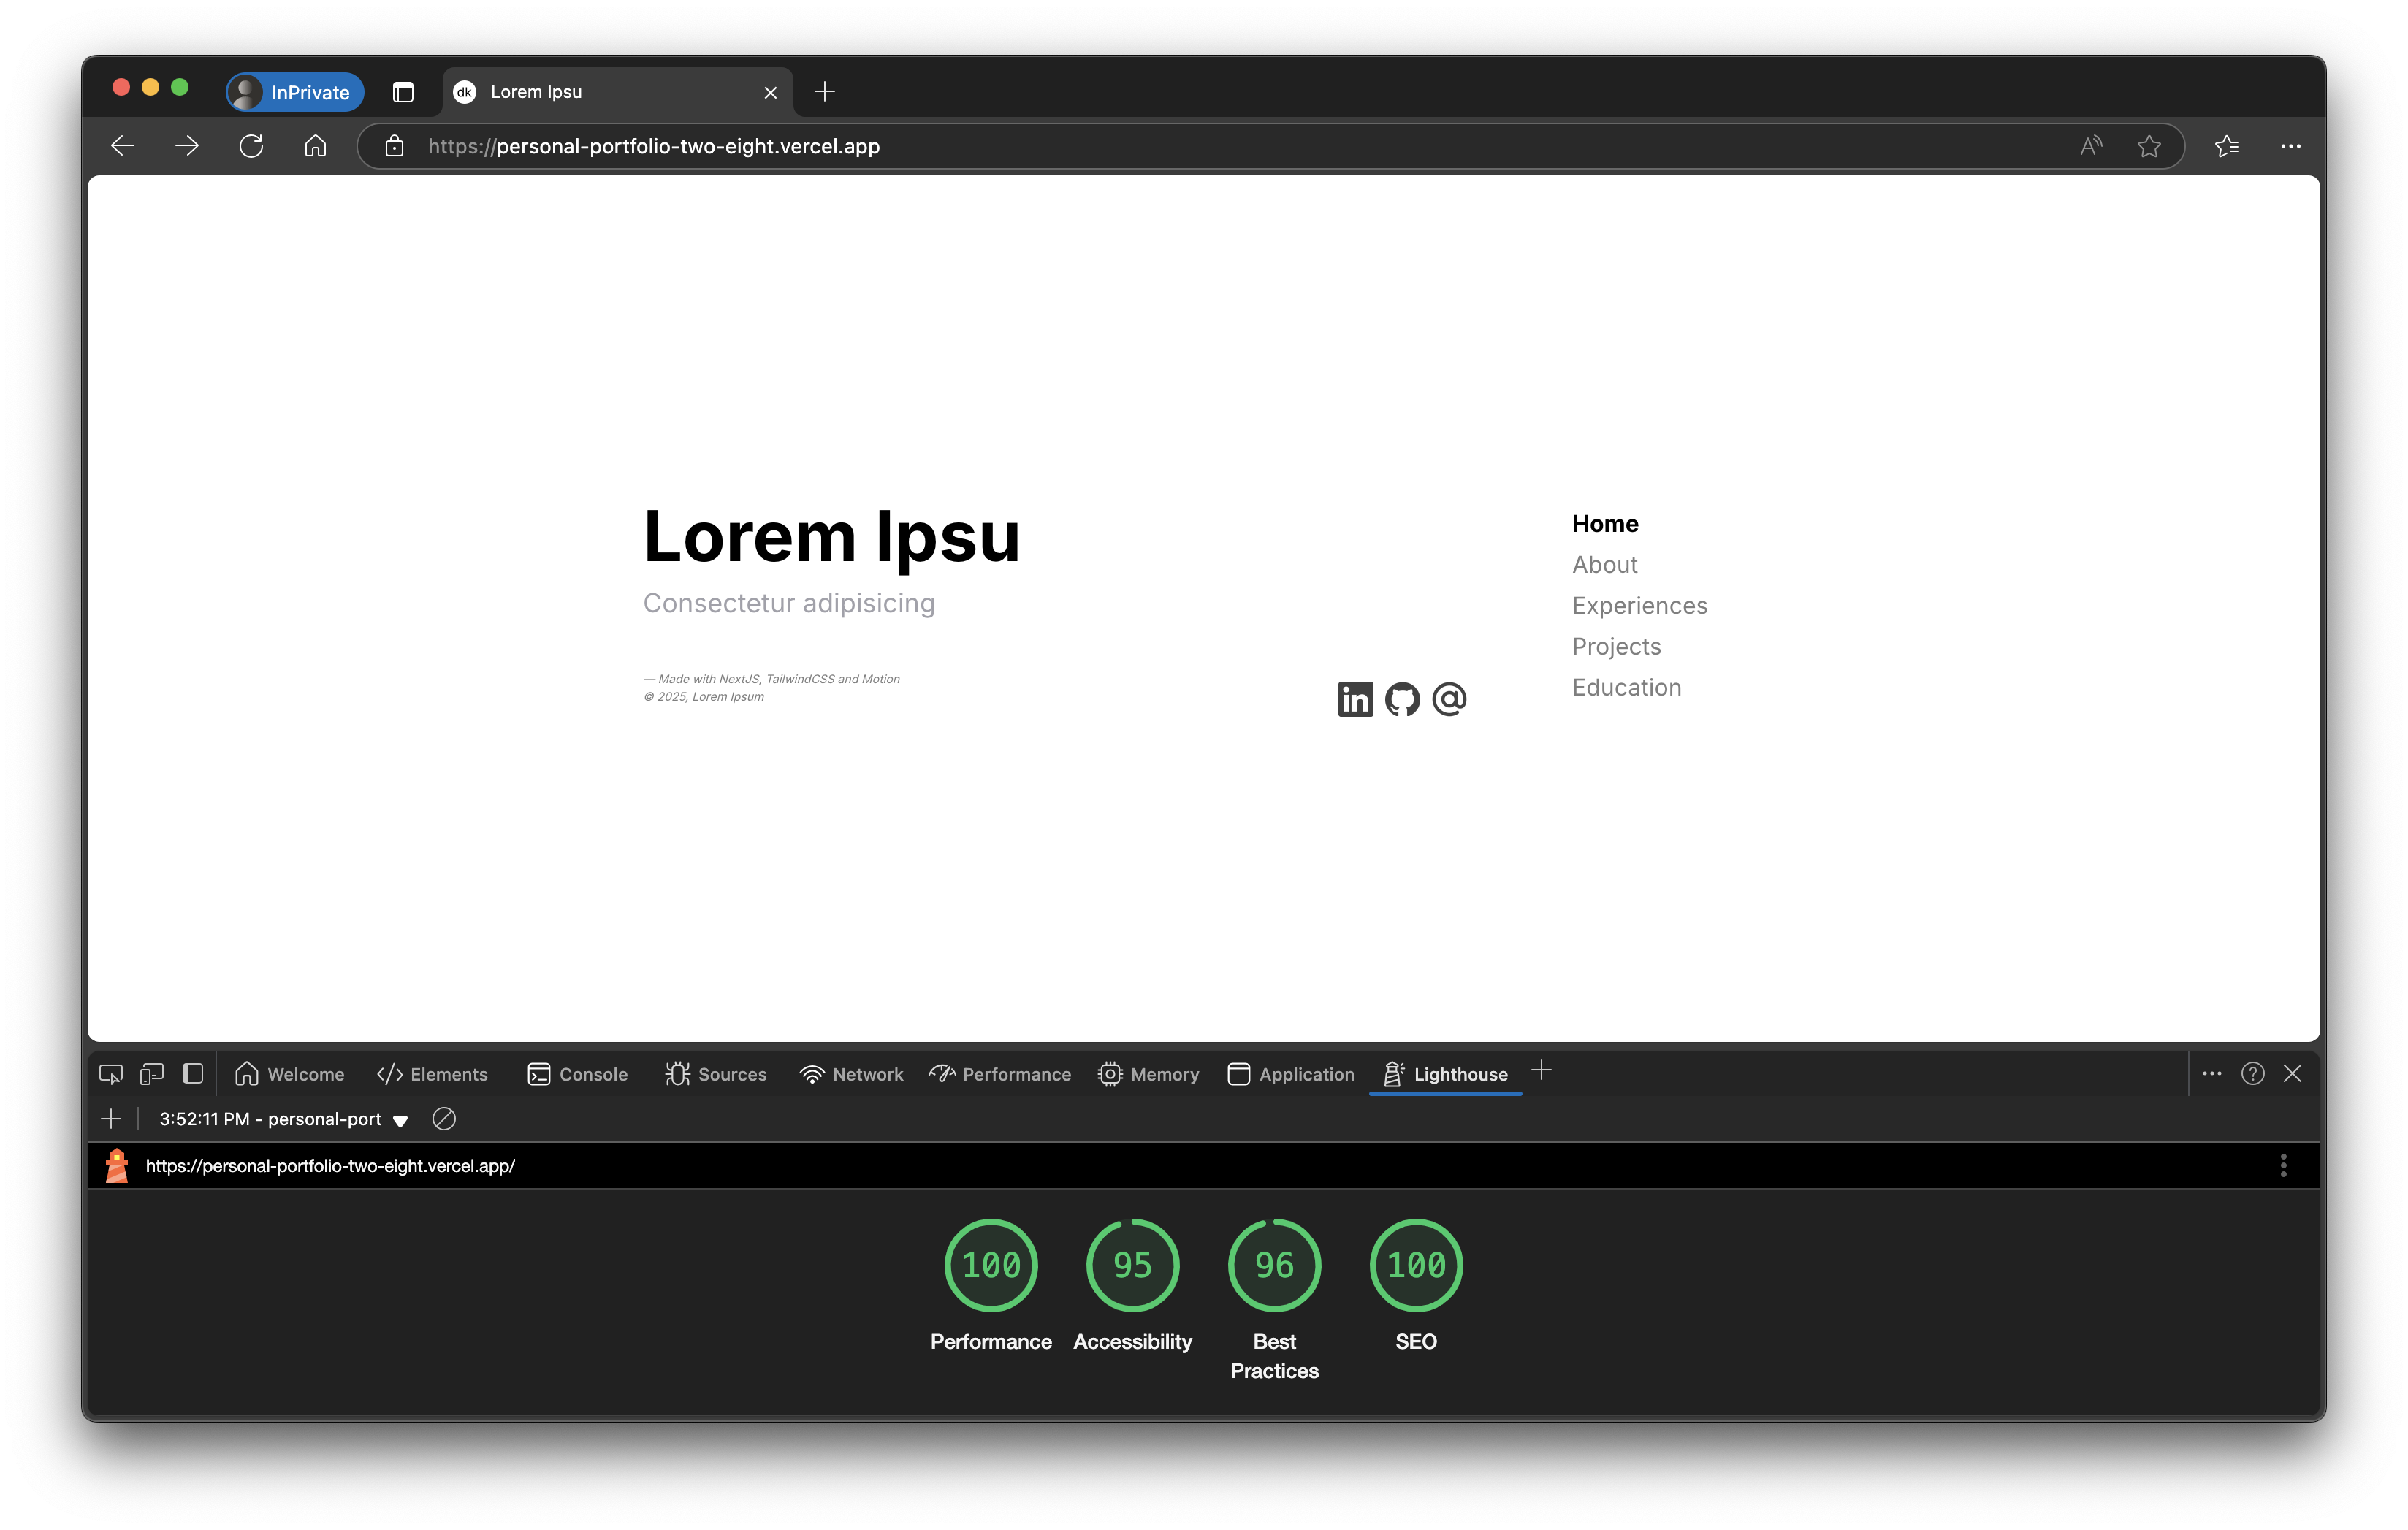 InPrivate
dk
Lorem Ipsu
https://personal-portfolio-two-eight.vercel.app
Lorem Ipsu
Consectetur adipisicing
— Made with NextJS, TailwindCSS and Motion
© 2025, Lorem Ipsum
in
@
Home
About
Experiences
Projects
Education
Welcome
Elements
Console
Sources
Network
Performance
Memory
Application
Lighthouse
3:52:11 PM - personal-port
https://personal-portfolio-two-eight.vercel.app/
100
95
96
100
Performance
Accessibility
Best
Practices
SEO